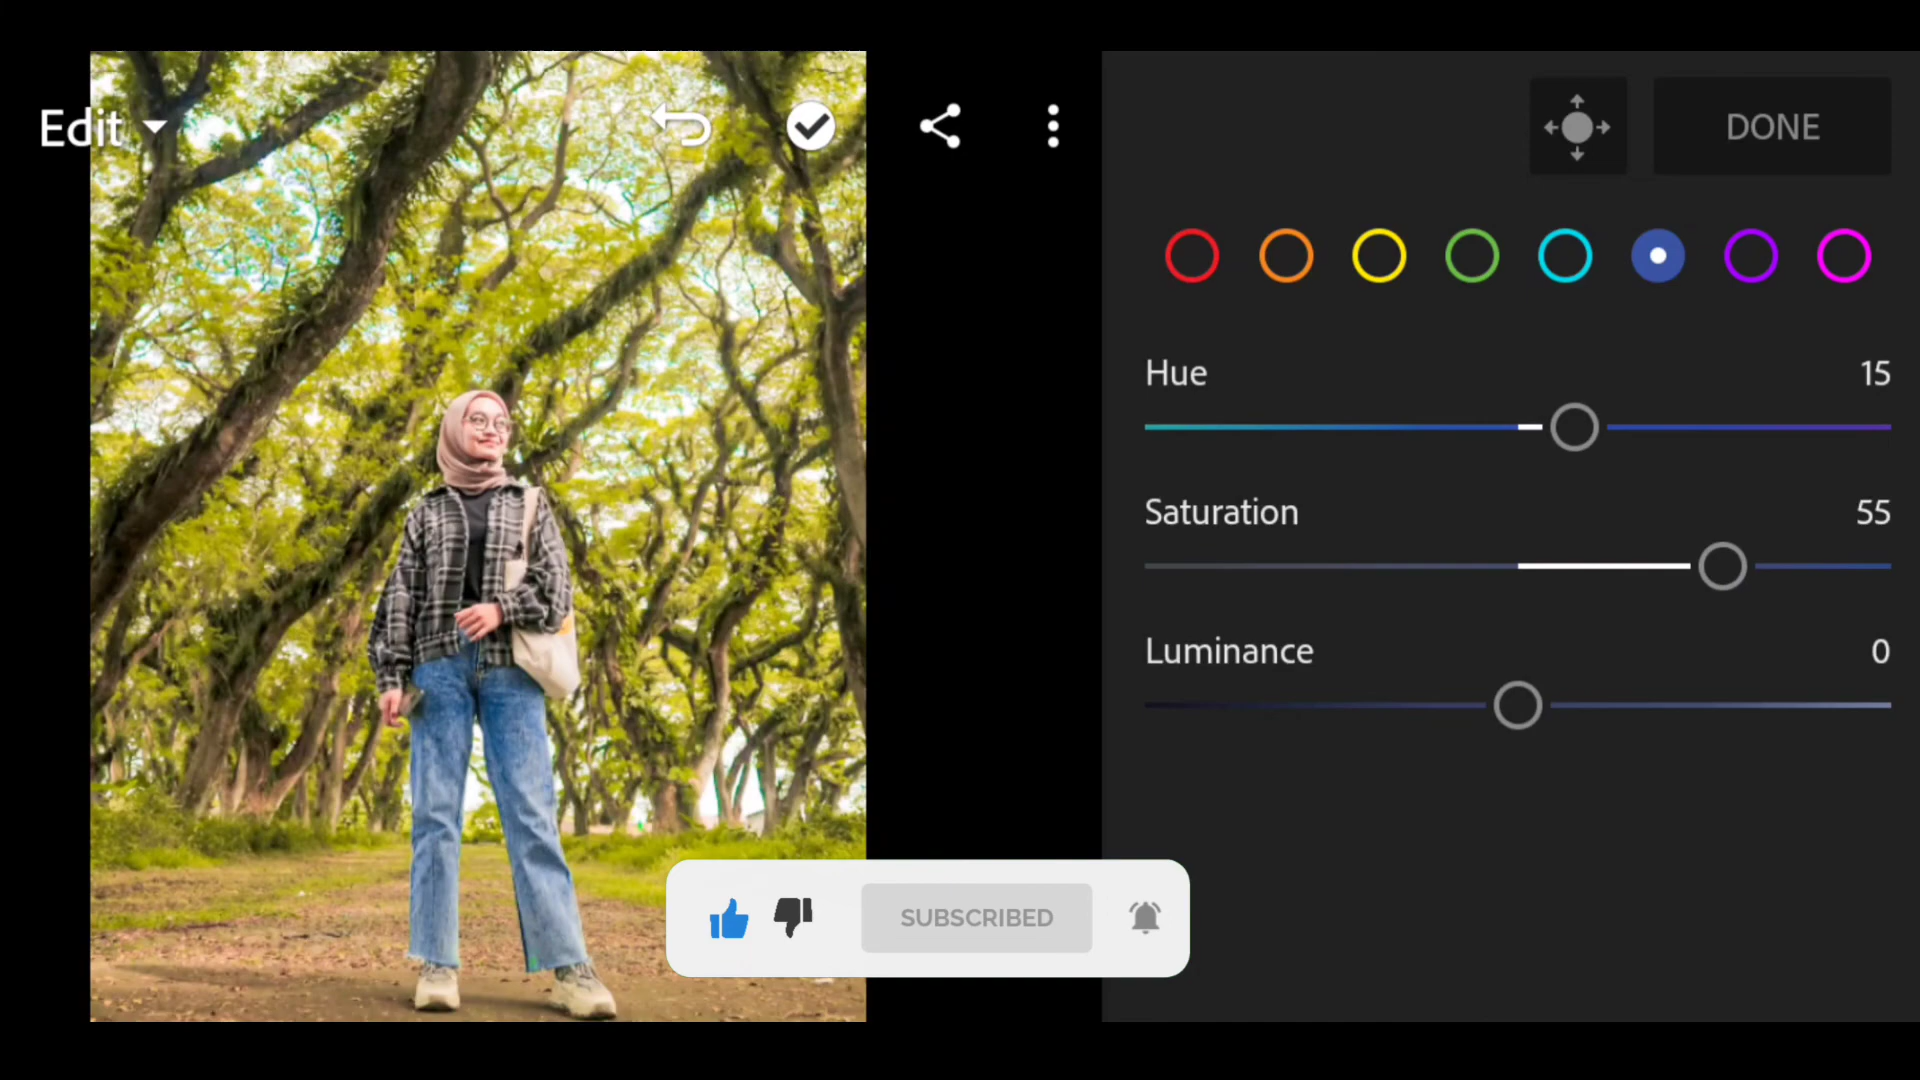 Edit
DONE
Hue 15
Saturation 55
Luminance 0
SUBSCRIBED